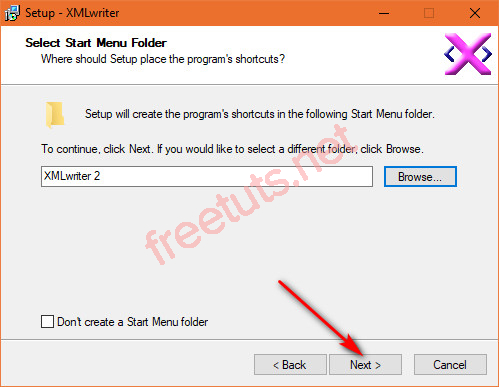 Setup - XMLwriter
Select Start Menu Folder
Where should Setup place the program's shortcuts?
Setup will create the program's shortcuts in the following Start Menu folder.
To continue, click Next. If you would like to select a different folder, click Browse.
XMLwriter 2
Browse...
freetuts.net
Don't create a Start Menu folder
< Back
Next >
Cancel